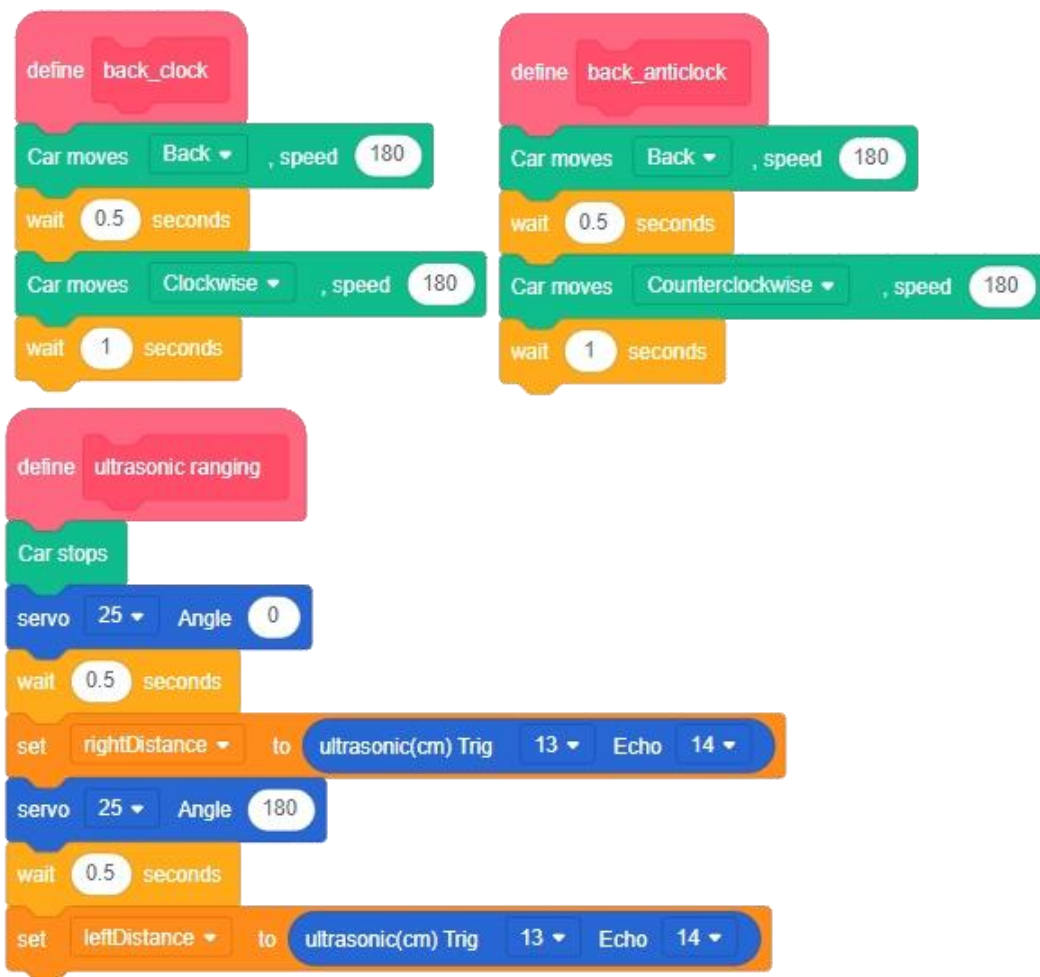 define back_clock
Car moves Back , speed 180
wait 0.5 seconds
Car moves Clockwise , speed 180
wait 1 seconds
define back_anticlock
Car moves Back , speed 180
wait 0.5 seconds
Car moves Counterclockwise , speed 180
wait 1 seconds
define ultrasonic ranging
Car stops
servo 25 Angle 0
wait 0.5 seconds
set rightDistance to ultrasonic(cm) Trig 13 Echo 14
servo 25 Angle 180
wait 0.5 seconds
set leftDistance to ultrasonic(cm) Trig 13 Echo 14